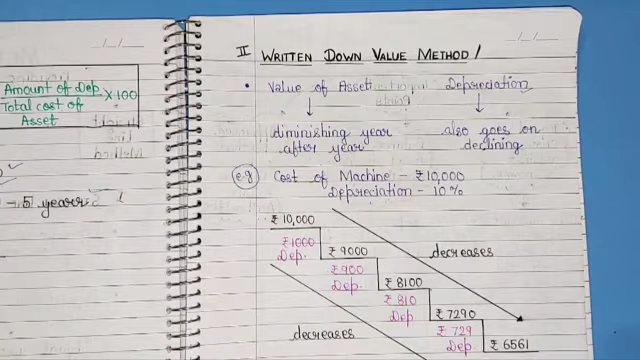 Amount of Dep × 100
Total cost of
Asset
- 5 years
II WRITTEN DOWN VALUE METHOD /
• Value of Asset Depreciation
↓ ↓
diminishing year also goes on
after year declining
e.g Cost of Machine - ₹10,000
Depreciation - 10%
₹ 10,000
₹1000
Dep.
₹ 9000
₹900
Dep.
₹ 8100
₹ 810
Dep
₹ 7290
₹ 729
Dep.
₹ 6561
decreases
decreases